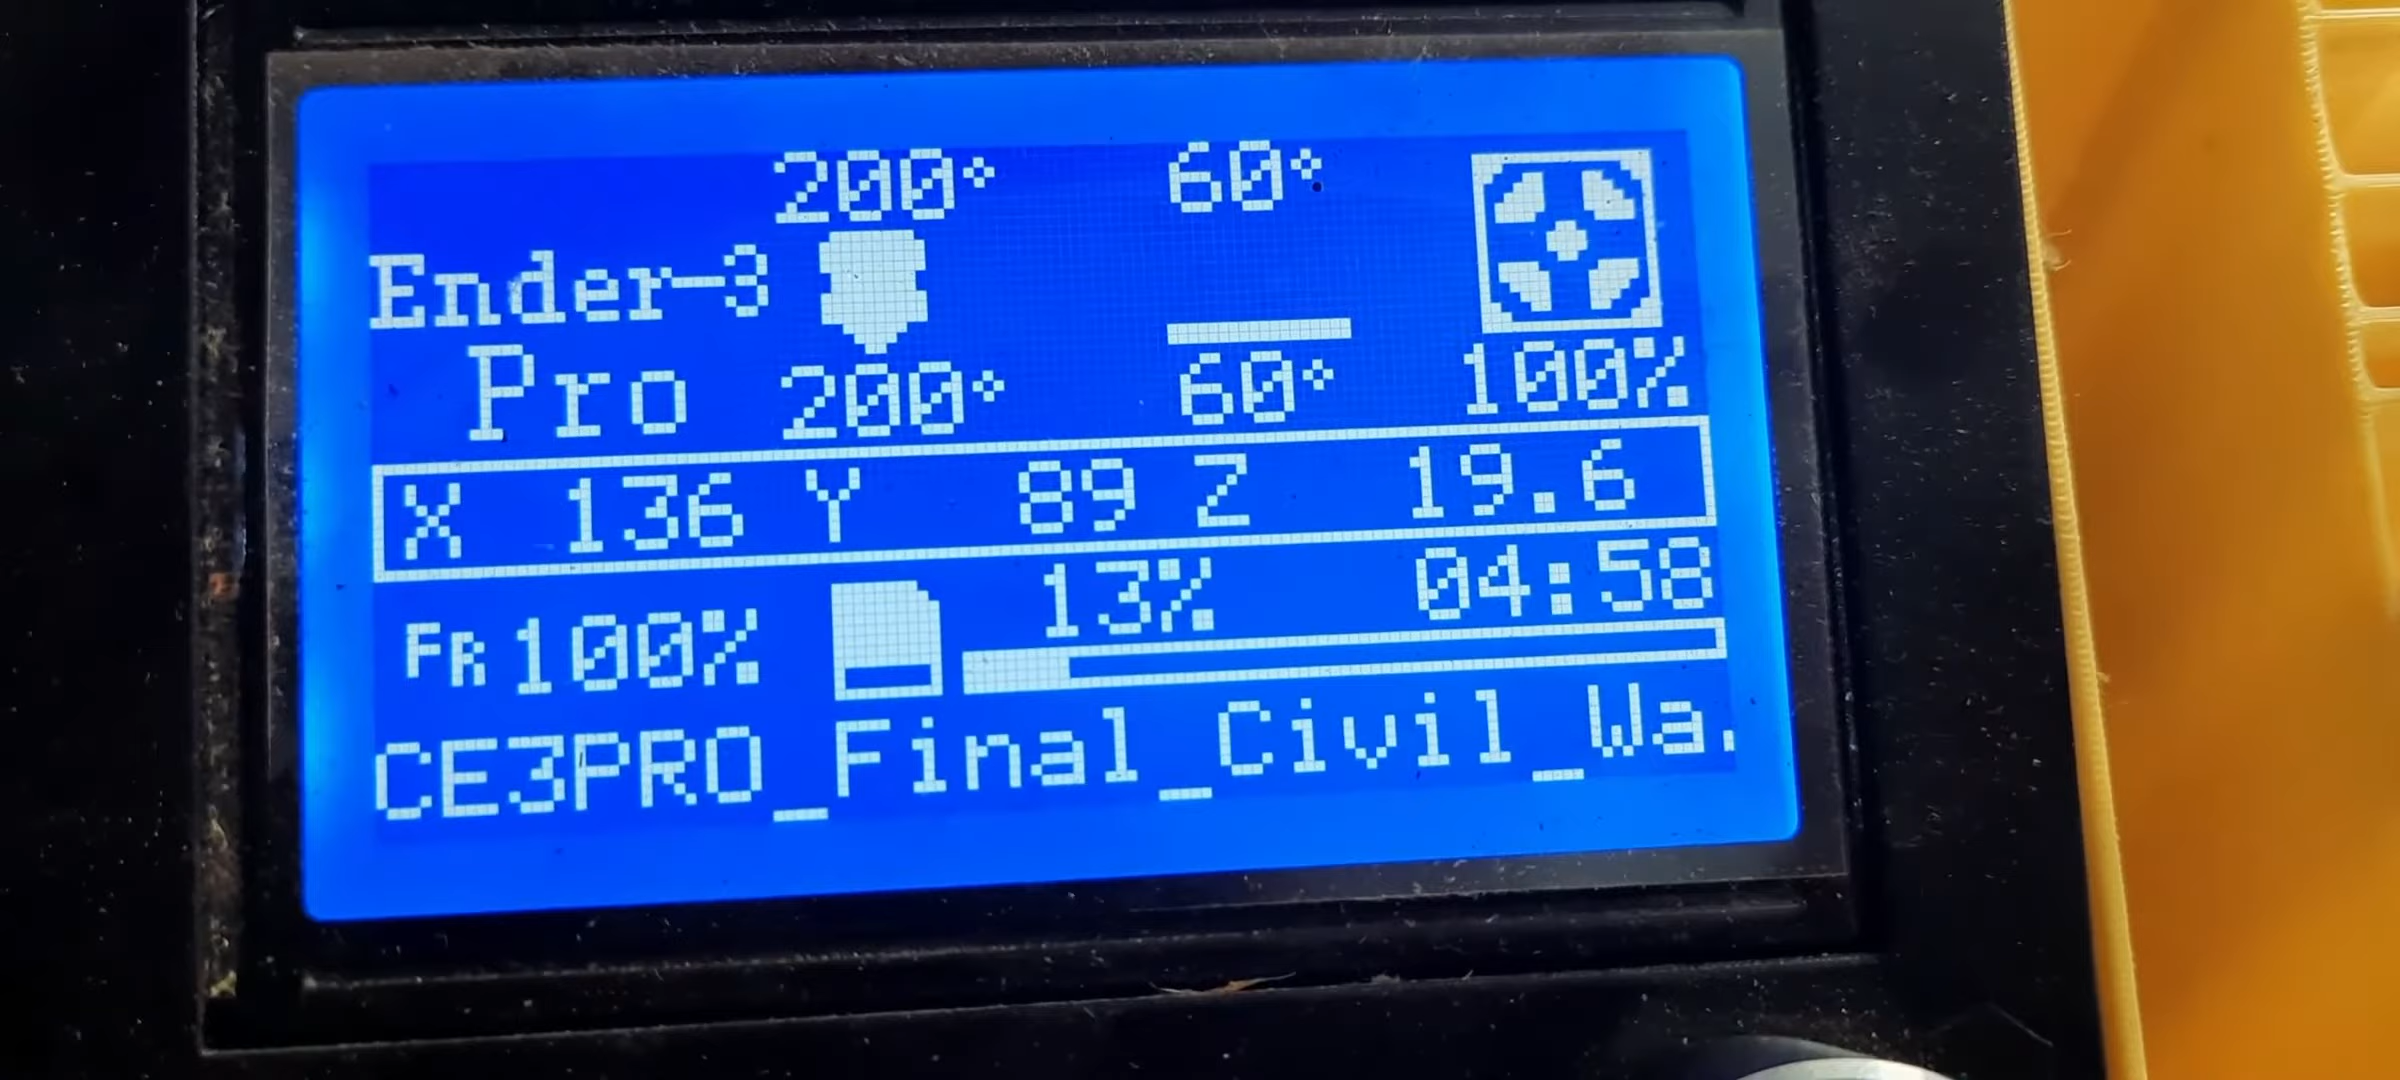 200° 60°
Ender-3
Pro 200° 60° 100%
X 136 Y 89 Z 19.6
13% 04:58
FR 100%
CE3PRO_Final_Civil_Wa.